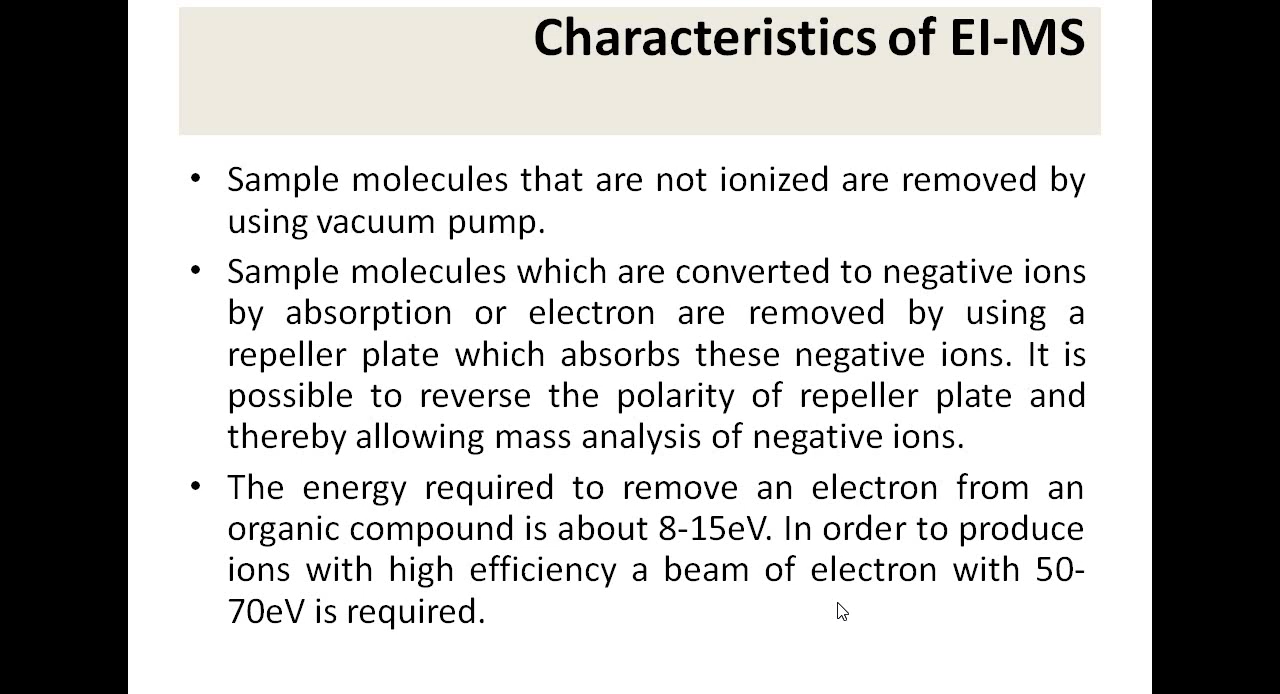 Characteristics of EI-MS
• Sample molecules that are not ionized are removed by
using vacuum pump.
• Sample molecules which are converted to negative ions
by absorption or electron are removed by using a
repeller plate which absorbs these negative ions. It is
possible to reverse the polarity of repeller plate and
thereby allowing mass analysis of negative ions.
• The energy required to remove an electron from an
organic compound is about 8-15eV. In order to produce
ions with high efficiency a beam of electron with 50-
70eV is required.